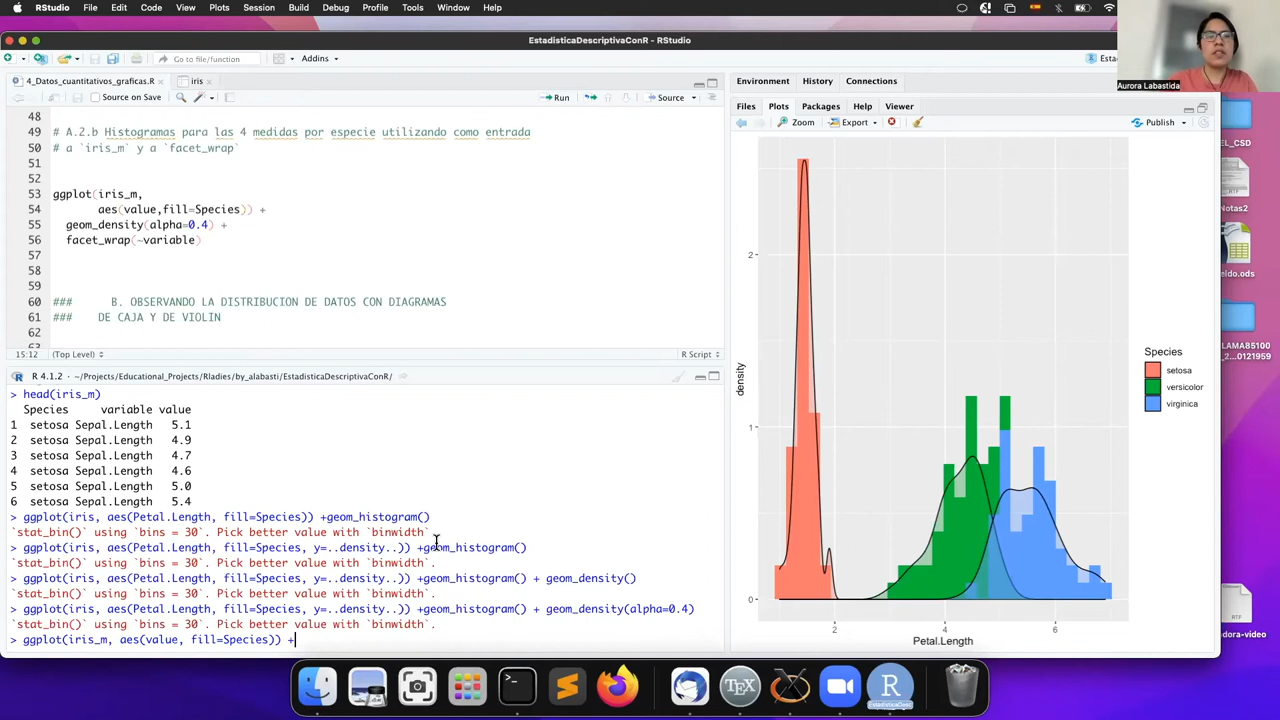 RStudio File Edit Code View Plots Session Build Debug Profile Tools Window Help
EstadisticaDescriptivaConR - RStudio
Go to file/function Addins
Aurora Labastida
4_Datos_cuantitativos_graficas.R iris
Source on Save Run Source
48
49 # A.2.b Histogramas para las 4 medidas por especie utilizando como entrada
50 # a `iris_m` y a `facet_wrap`
51
52
53 ggplot(iris_m,
54 aes(value,fill=Species)) +
55 geom_density(alpha=0.4) +
56 facet_wrap(~variable)
57
58
59
60 ### B. OBSERVANDO LA DISTRIBUCION DE DATOS CON DIAGRAMAS
61 ### DE CAJA Y DE VIOLIN
62
15:12 (Top Level) R Script
R 4.1.2 · ~/Projects/Educational_Projects/Rladies/by_alabasti/EstadisticaDescriptivaConR/
> head(iris_m)
Species variable value
1 setosa Sepal.Length 5.1
2 setosa Sepal.Length 4.9
3 setosa Sepal.Length 4.7
4 setosa Sepal.Length 4.6
5 setosa Sepal.Length 5.0
6 setosa Sepal.Length 5.4
> ggplot(iris, aes(Petal.Length, fill=Species)) +geom_histogram()
`stat_bin()` using `bins = 30`. Pick better value with `binwidth`.
> ggplot(iris, aes(Petal.Length, fill=Species, y=..density..)) +geom_histogram()
`stat_bin()` using `bins = 30`. Pick better value with `binwidth`.
> ggplot(iris, aes(Petal.Length, fill=Species, y=..density..)) +geom_histogram() + geom_density()
`stat_bin()` using `bins = 30`. Pick better value with `binwidth`.
> ggplot(iris, aes(Petal.Length, fill=Species, y=..density..)) +geom_histogram() + geom_density(alpha=0.4)
`stat_bin()` using `bins = 30`. Pick better value with `binwidth`.
> ggplot(iris_m, aes(value, fill=Species)) +
Environment History Connections
Files Plots Packages Help Viewer
Zoom Export Publish
density
2
1
0
2 4 6
Petal.Length
Species
setosa
versicolor
virginica
Notas2
TEX
R